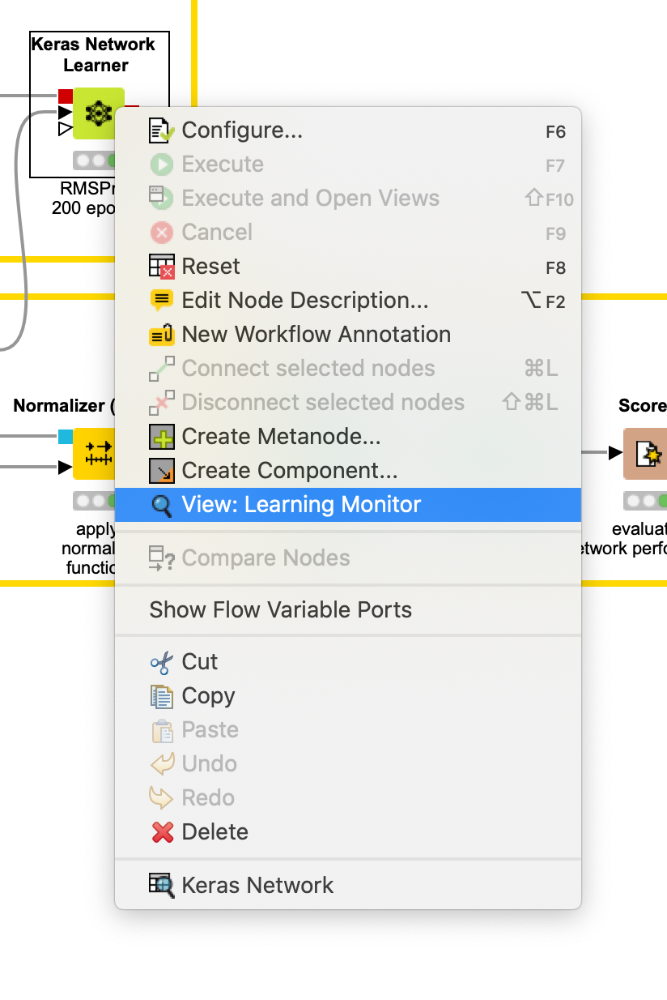 Keras Network
Learner
Configure... F6
Execute F7
Execute and Open Views ⇧F10
Cancel F9
RMSPr
200 epo
Reset F8
Edit Node Description... ⌥F2
New Workflow Annotation
Connect selected nodes ⌘L
Disconnect selected nodes ⇧⌘L
Normalizer (
Score
Create Metanode...
Create Component...
View: Learning Monitor
apply
normal
functio
evaluat
etwork perfo
Compare Nodes
Show Flow Variable Ports
Cut
Copy
Paste
Undo
Redo
Delete
Keras Network